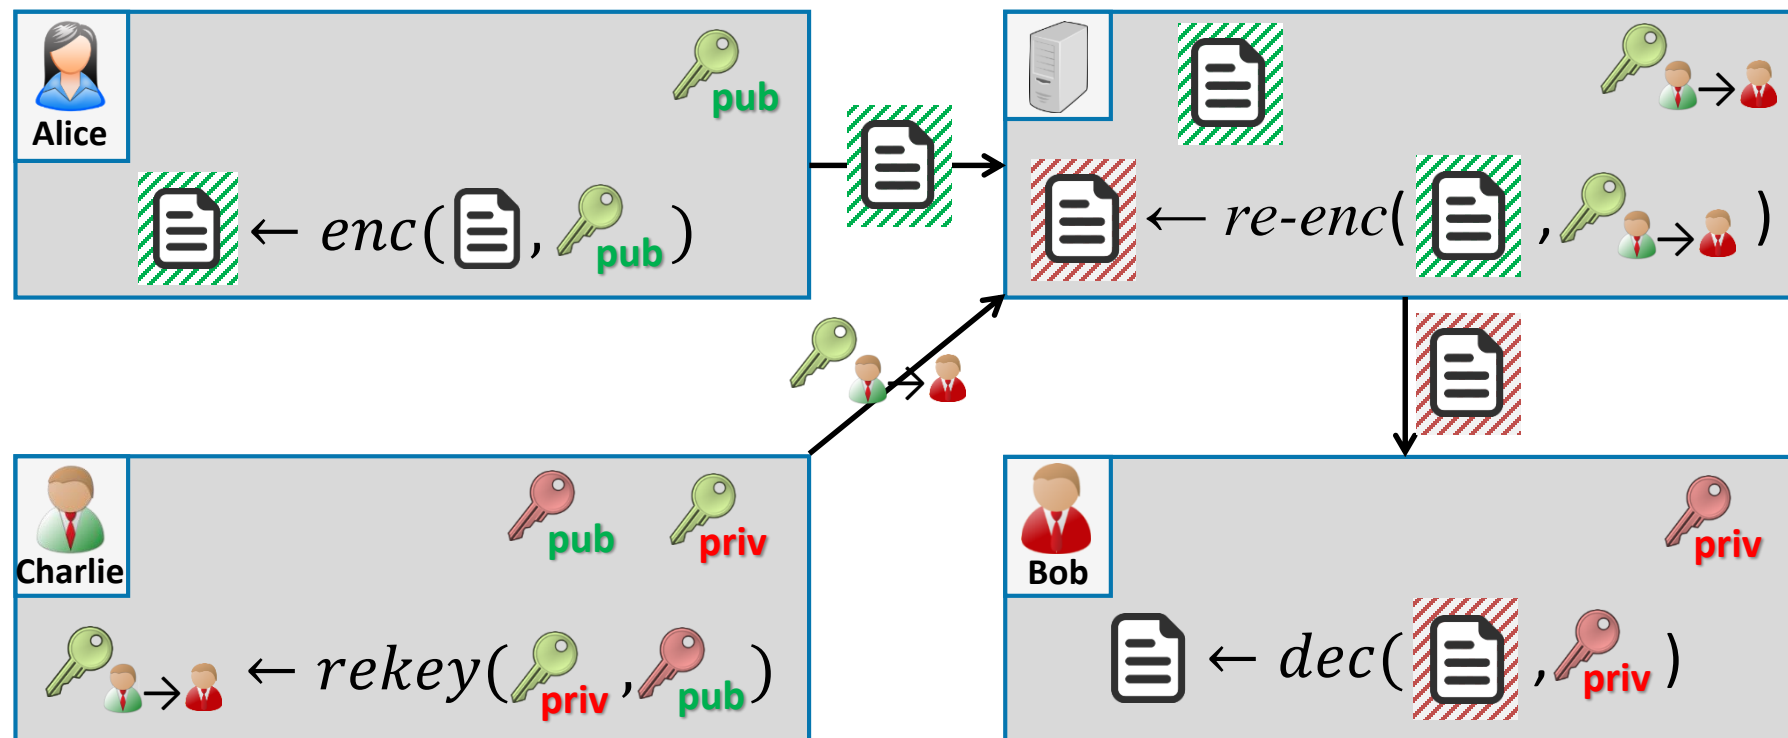 Alice
pub
← enc( , pub )
→
← re-enc( , → )
→
Charlie
pub priv
→ ← rekey( priv , pub )
Bob
priv
← dec( , priv )